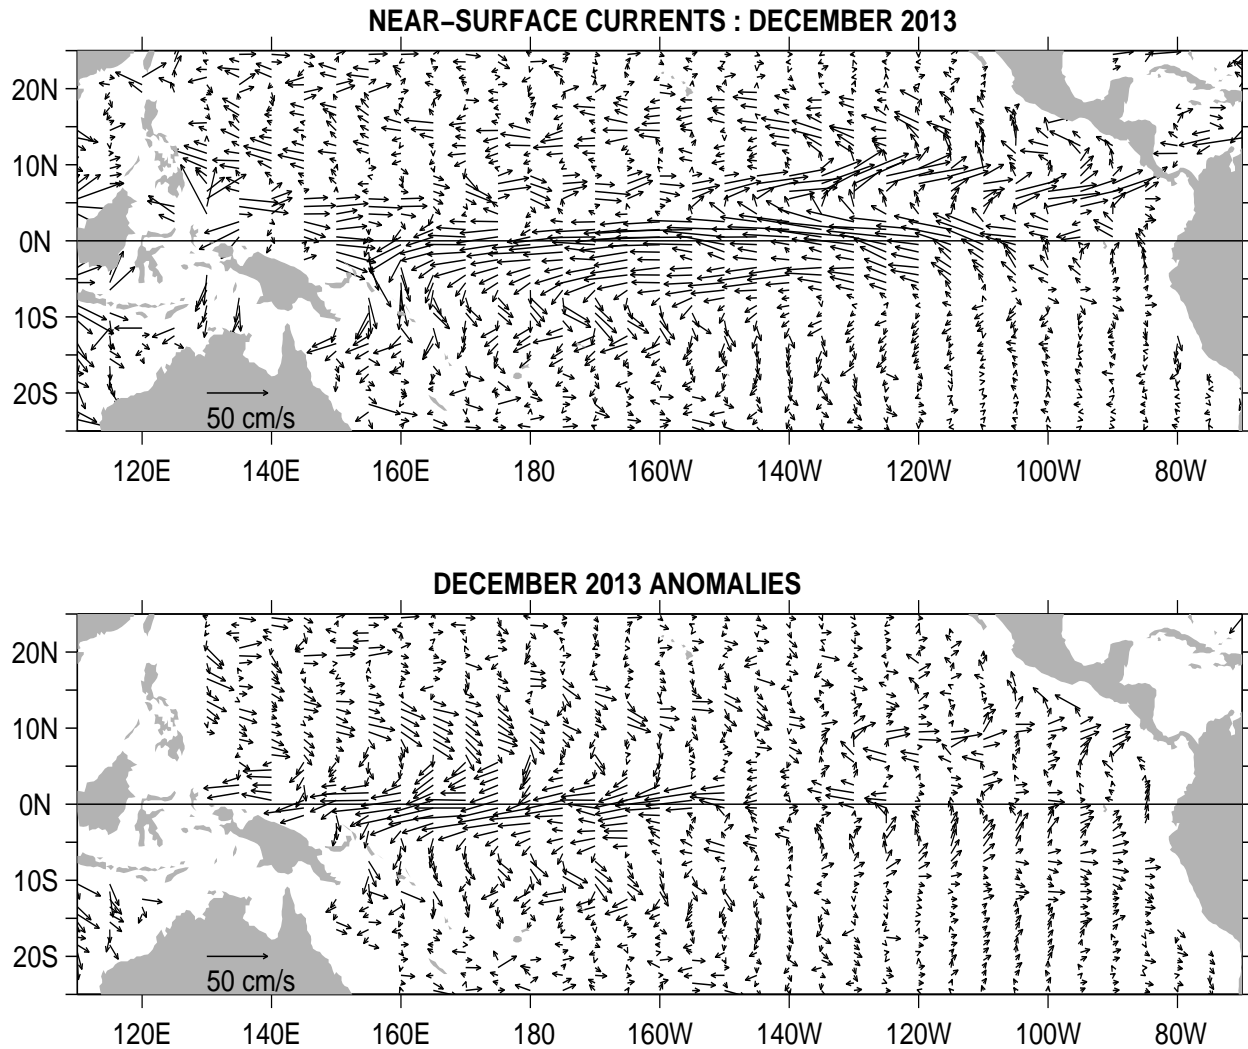 NEAR−SURFACE CURRENTS : DECEMBER 2013
20N
10N
0N
10S
20S
50 cm/s
120E 140E 160E 180 160W 140W 120W 100W 80W
DECEMBER 2013 ANOMALIES
20N
10N
0N
10S
20S
50 cm/s
120E 140E 160E 180 160W 140W 120W 100W 80W